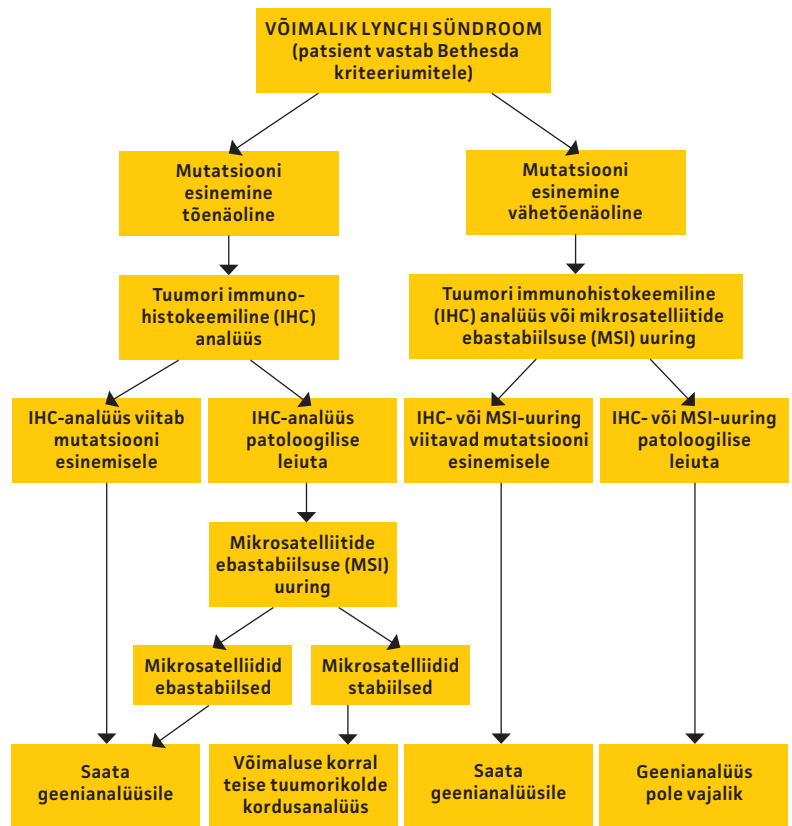 VÕIMALIK LYNCHI SÜNDROOM
(patsient vastab Bethesda
kriteeriumitele)
Mutatsiooni
esinemine
tõenäoline
Mutatsiooni
esinemine
vähetõenäoline
Tuumori immuno-
histokeemiline (IHC)
analüüs
Tuumori immunohistokeemiline
(IHC) analüüs või mikrosatelliitide
ebastabiilsuse (MSI) uuring
IHC-analüüs viitab
mutatsiooni
esinemisele
IHC-analüüs
patoloogilise
leiuta
IHC- või MSI-uuring
viitavad mutatsiooni
esinemisele
IHC- või MSI-uuring
patoloogilise
leiuta
Mikrosatelliitide
ebastabiilsuse (MSI)
uuring
Mikrosatelliidid
ebastabiilsed
Mikrosatelliidid
stabiilsed
Saata
geenianalüüsile
Võimaluse korral
teise tuumorikolde
kordusanalüüs
Saata
geenianalüüsile
Geenianalüüs
pole vajalik